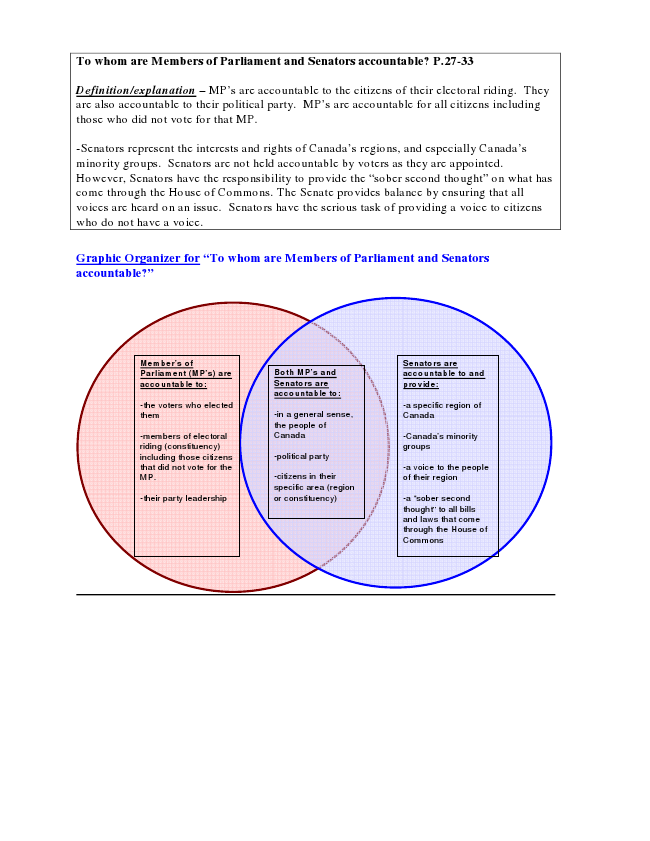 To whom are Members of Parliament and Senators accountable? P.27-33
Definition/explanation – MP's are accountable to the citizens of their electoral riding. They
are also accountable to their political party. MP's are accountable for all citizens including
those who did not vote for that MP.
-Senators represent the interests and rights of Canada's regions, and especially Canada's
minority groups. Senators are not held accountable by voters as they are appointed.
However, Senators have the responsibility to provide the "sober second thought" on what has
come through the House of Commons. The Senate provides balance by ensuring that all
voices are heard on an issue. Senators have the serious task of providing a voice to citizens
who do not have a voice.
Graphic Organizer for "To whom are Members of Parliament and Senators
accountable?"
Member's of
Parliament (MP's) are
accountable to:
-the voters who elected
them
-members of electoral
riding (constituency)
including those citizens
that did not vote for the
MP.
-their party leadership
Both MP's and
Senators are
accountable to:
-in a general sense,
the people of
Canada
-political party
-citizens in their
specific area (region
or constituency)
Senators are
accountable to and
provide:
-a specific region of
Canada
-Canada's minority
groups
-a voice to the people
of their region
-a "sober second
thought" to all bills
and laws that come
through the House of
Commons